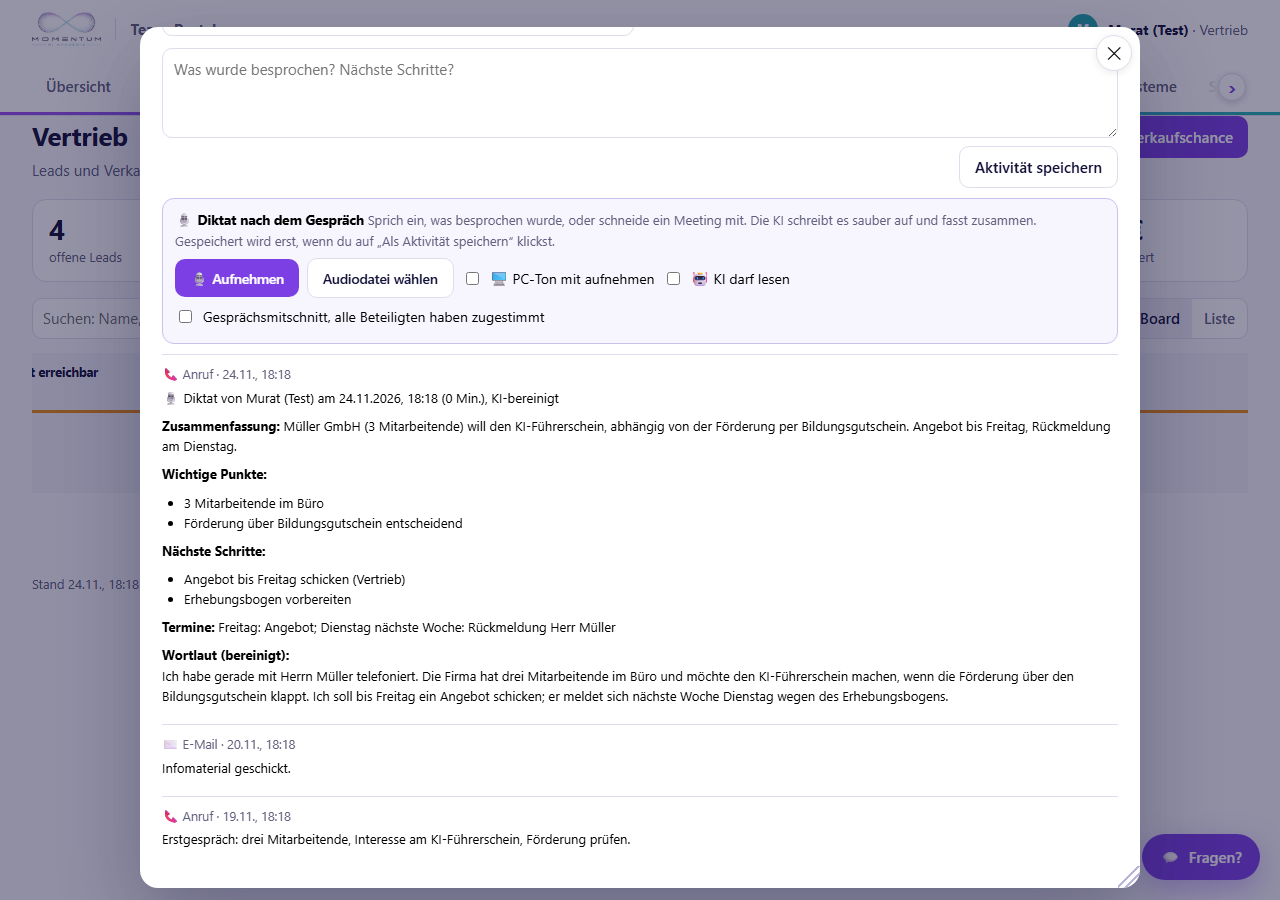 MOMENTUM
Murat (Test) · Vertrieb
Übersicht
steme
Vertrieb
Leads und Verka
erkaufschance
4
offene Leads
ert
Suchen: Name,
Board
Liste
t erreichbar
Stand 24.11., 18:18
Was wurde besprochen? Nächste Schritte?
Aktivität speichern
Diktat nach dem Gespräch Sprich ein, was besprochen wurde, oder schneide ein Meeting mit. Die KI schreibt es sauber auf und fasst zusammen.
Gespeichert wird erst, wenn du auf „Als Aktivität speichern“ klickst.
Aufnehmen
Audiodatei wählen
PC-Ton mit aufnehmen
KI darf lesen
Gesprächsmitschnitt, alle Beteiligten haben zugestimmt
Anruf · 24.11., 18:18
Diktat von Murat (Test) am 24.11.2026, 18:18 (0 Min.), KI-bereinigt
Zusammenfassung: Müller GmbH (3 Mitarbeitende) will den KI-Führerschein, abhängig von der Förderung per Bildungsgutschein. Angebot bis Freitag, Rückmeldung
am Dienstag.
Wichtige Punkte:
• 3 Mitarbeitende im Büro
• Förderung über Bildungsgutschein entscheidend
Nächste Schritte:
• Angebot bis Freitag schicken (Vertrieb)
• Erhebungsbogen vorbereiten
Termine: Freitag: Angebot; Dienstag nächste Woche: Rückmeldung Herr Müller
Wortlaut (bereinigt):
Ich habe gerade mit Herrn Müller telefoniert. Die Firma hat drei Mitarbeitende im Büro und möchte den KI-Führerschein machen, wenn die Förderung über den
Bildungsgutschein klappt. Ich soll bis Freitag ein Angebot schicken; er meldet sich nächste Woche Dienstag wegen des Erhebungsbogens.
E-Mail · 20.11., 18:18
Infomaterial geschickt.
Anruf · 19.11., 18:18
Erstgespräch: drei Mitarbeitende, Interesse am KI-Führerschein, Förderung prüfen.
Fragen?